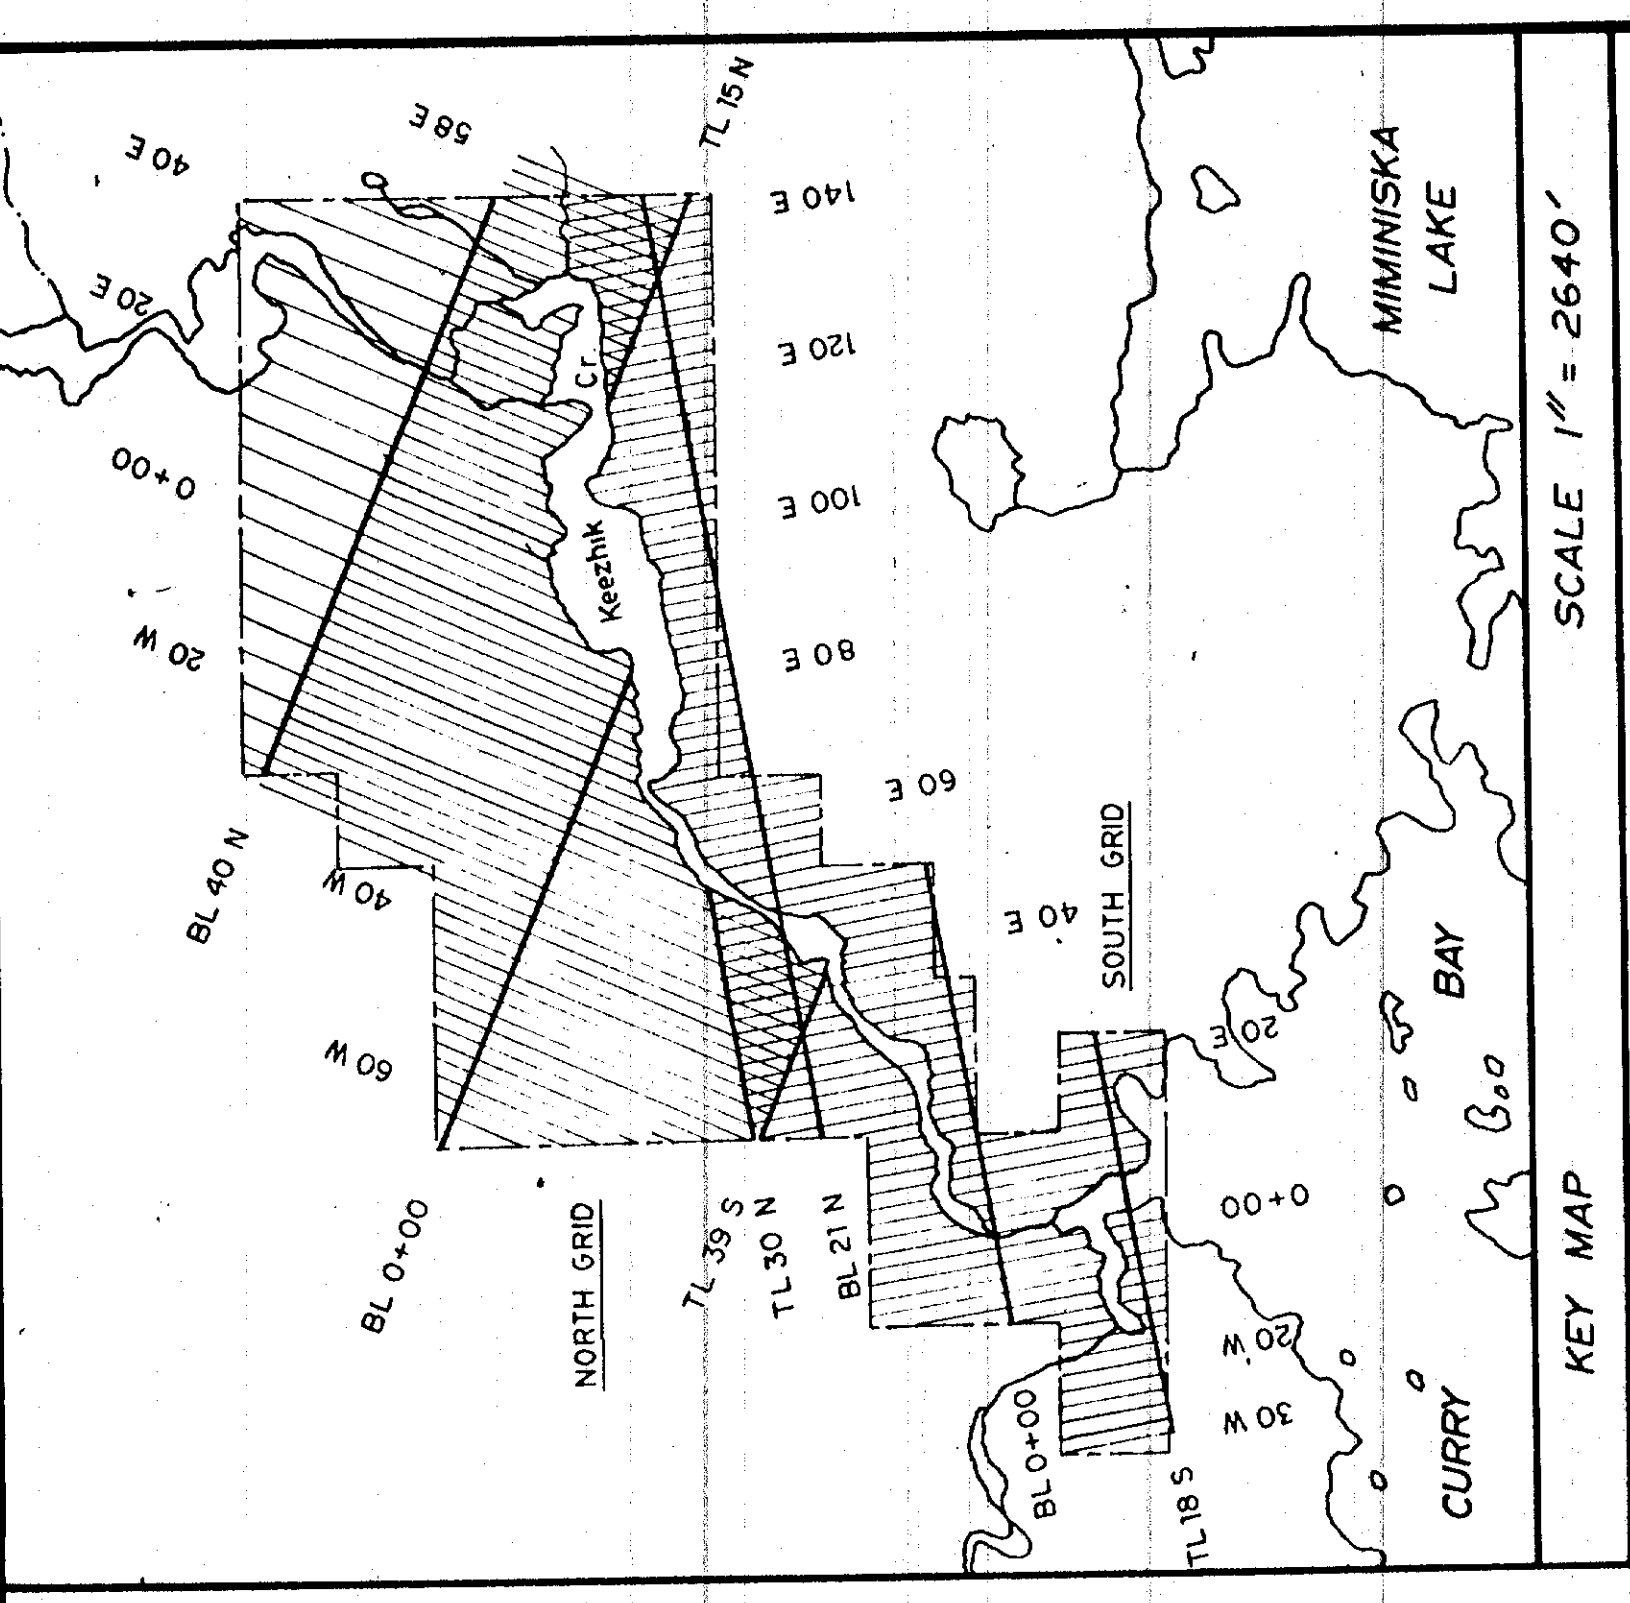 BL 0+00
BL 40 N
20 W
0+00
20 E
40 E
60 W
40 W
58 E
NORTH GRID
Keezhik
Cr.
TL 39 S
TL 30 N
BL 21 N
TL 15 N
140 E
120 E
100 E
80 E
60 E
40 E
SOUTH GRID
20 E
0+00
20 W
30 W
BL 0+00
TL 18 S
MIMINISKA
LAKE
CURRY BAY
KEY MAP
SCALE 1" = 2640'